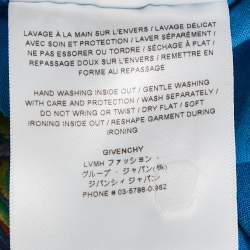 LAVAGE À LA MAIN SUR L'ENVERS / LAVAGE DÉLICAT
AVEC SOIN ET PROTECTION / LAVER SÉPARÉMENT /
NE PAS ESSORER OU TORDRE / SÉCHAGE À PLAT /
REPASSAGE DOUX SUR L'ENVERS / REMETTRE EN
FORME AU REPASSAGE
HAND WASHING INSIDE OUT / GENTLE WASHING
WITH CARE AND PROTECTION / WASH SEPARATELY
/ DO NOT WRING OR TWIST / DRY FLAT / SOFT
IRONING INSIDE OUT / RESHAPE GARMENT DURING
IRONING
GIVENCHY
LVMH ファッション・
グループ・ジャパン(株)
ジバンシィ ジャパン
PHONE # 03-5786-0962